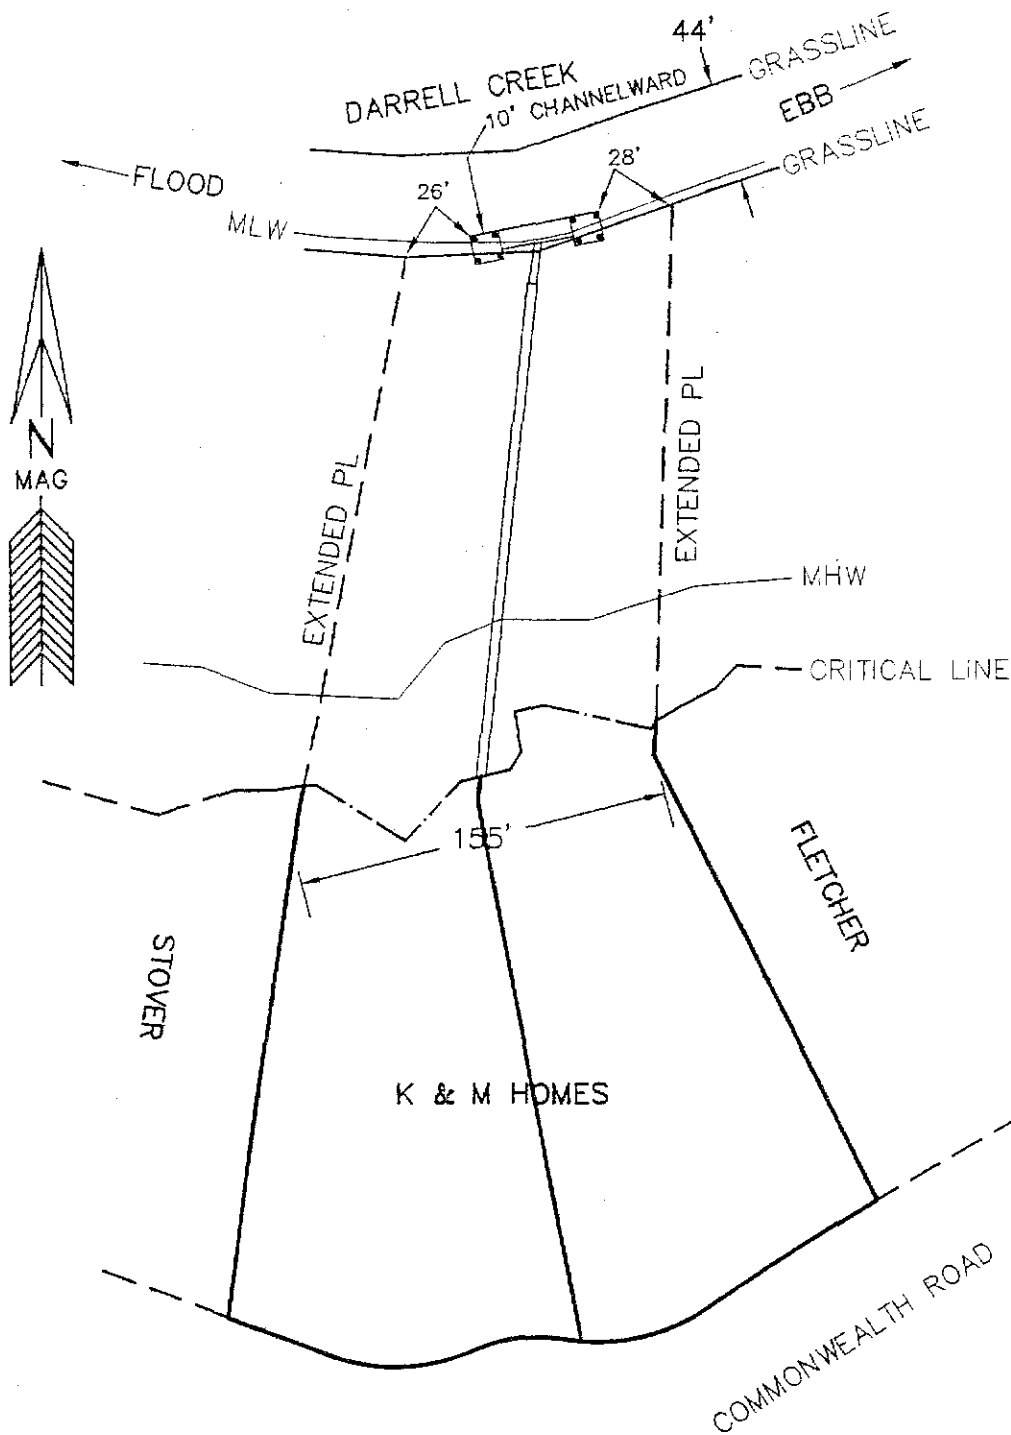 44'
GRASSLINE
DARRELL CREEK
10' CHANNELWARD
EBB
GRASSLINE
FLOOD
26'
28'
MLW
N
MAG
EXTENDED PL
EXTENDED PL
MHW
CRITICAL LINE
155'
FLETCHER
STOVER
K & M HOMES
COMMONWEALTH ROAD